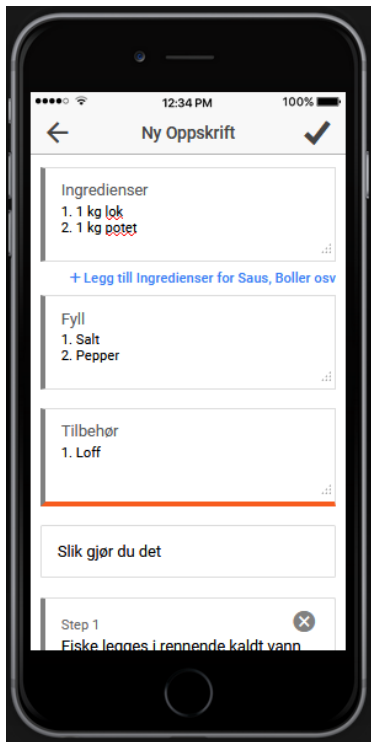 12:34 PM
100%
Ny Oppskrift
Ingredienser
1. 1 kg lok
2. 1 kg potet
+ Legg till Ingredienser for Saus, Boller osv
Fyll
1. Salt
2. Pepper
Tilbehør
1. Loff
Slik gjør du det
Step 1
Fiske legges i rennende kaldt vann